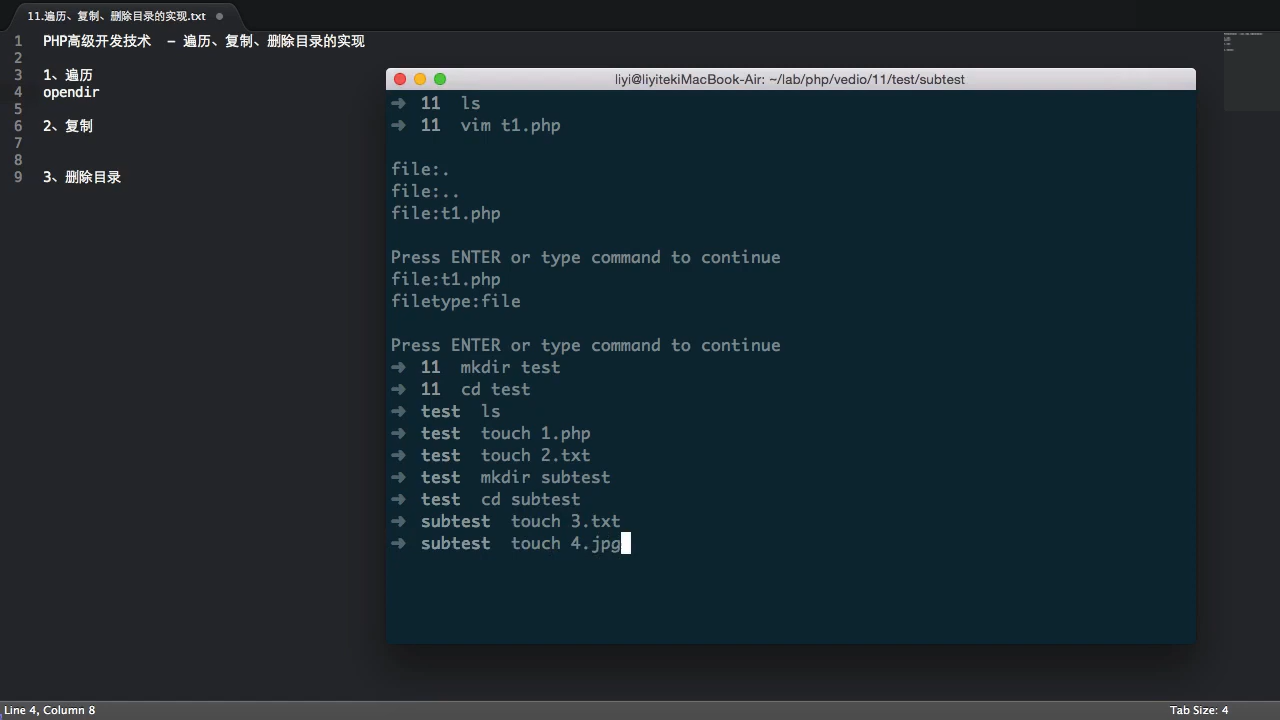 11.遍历、复制、删除目录的实现.txt
1 PHP高级开发技术 - 遍历、复制、删除目录的实现
2
3 1、遍历
4 opendir
5
6 2、复制
7
8
9 3、删除目录
liyi@liyitekiMacBook-Air: ~/lab/php/vedio/11/test/subtest
➜ 11 ls
➜ 11 vim t1.php
file:.
file:..
file:t1.php
Press ENTER or type command to continue
file:t1.php
filetype:file
Press ENTER or type command to continue
➜ 11 mkdir test
➜ 11 cd test
➜ test ls
➜ test touch 1.php
➜ test touch 2.txt
➜ test mkdir subtest
➜ test cd subtest
➜ subtest touch 3.txt
➜ subtest touch 4.jpg
Line 4, Column 8
Tab Size: 4